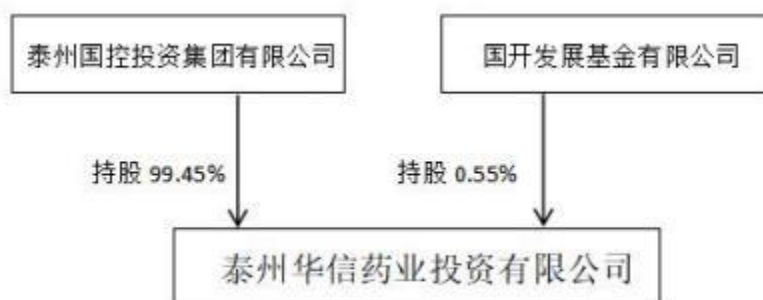 泰州国控投资集团有限公司
国开发展基金有限公司
持股 99.45%
持股 0.55%
泰州华信药业投资有限公司